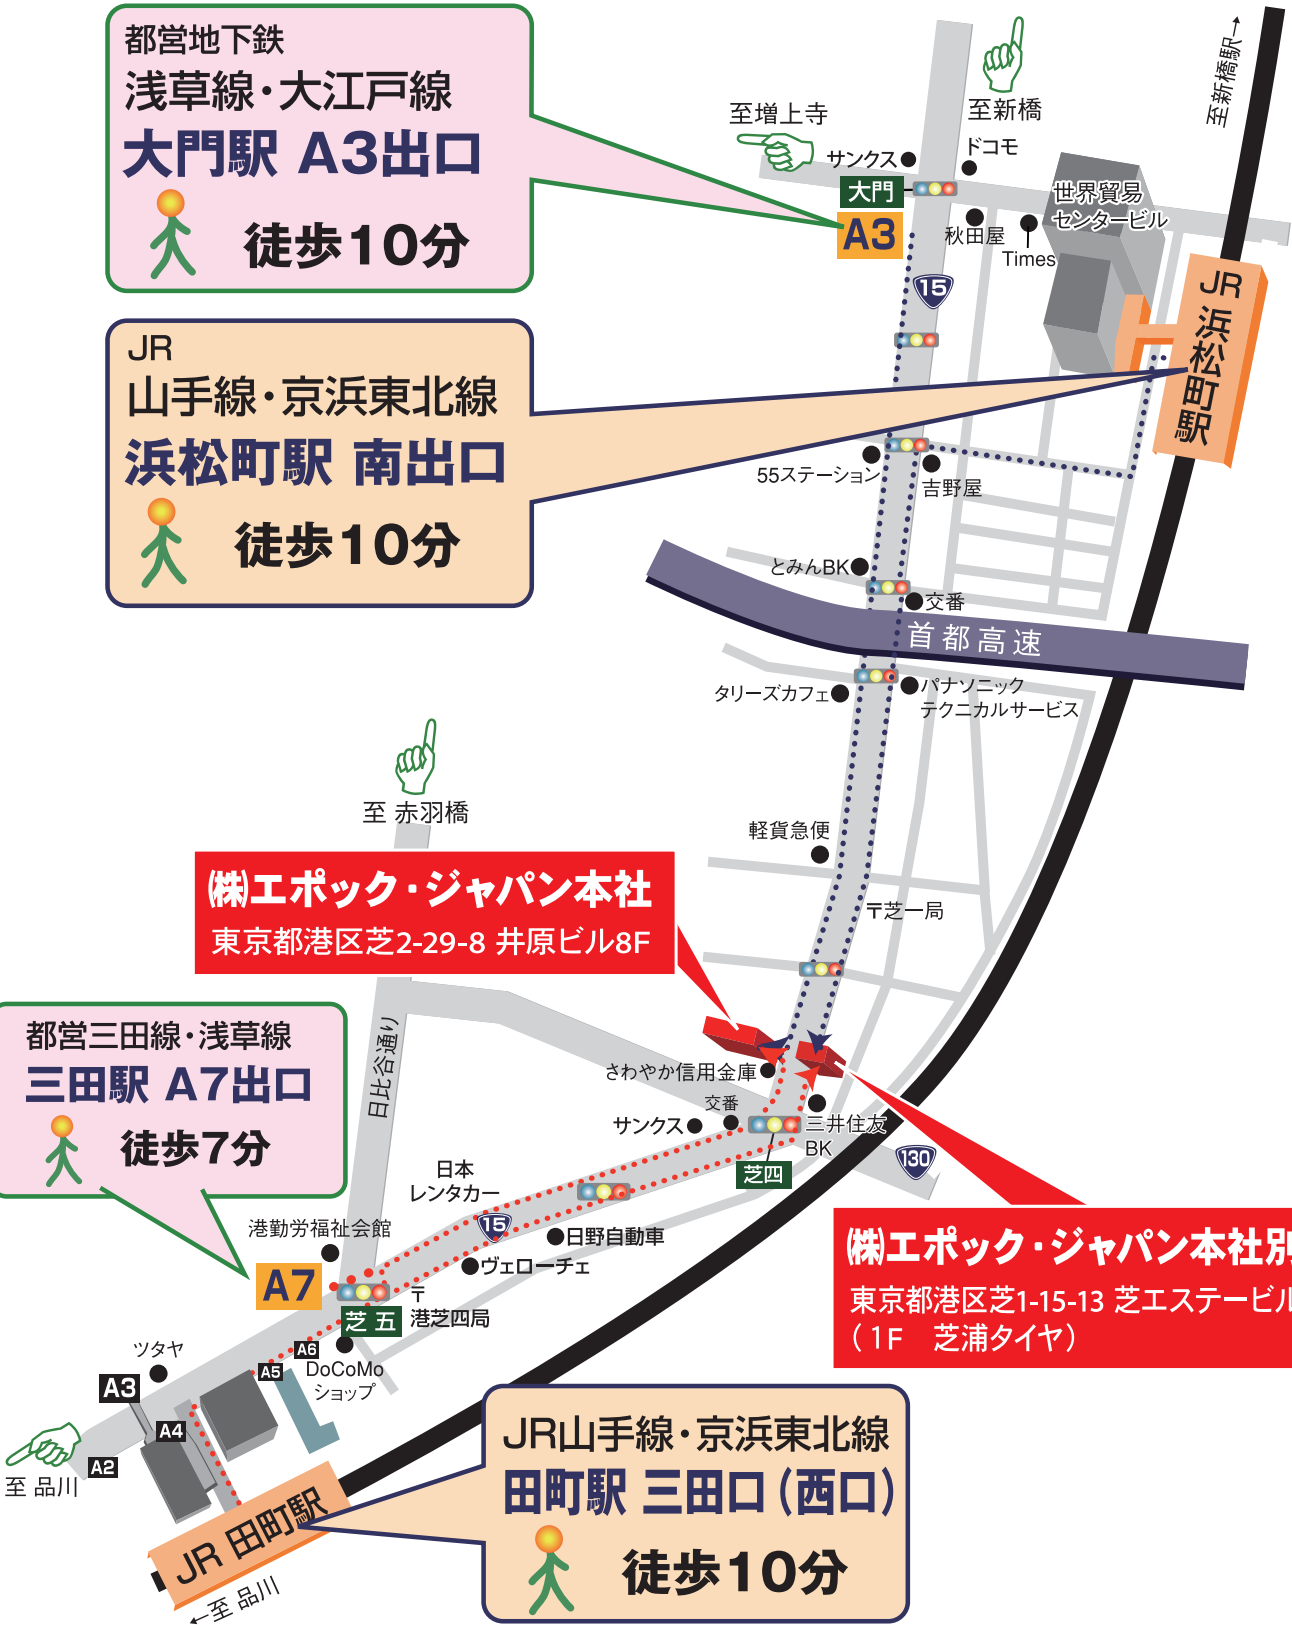 都営地下鉄
浅草線・大江戸線
大門駅 A3出口
徒歩10分
JR
山手線・京浜東北線
浜松町駅 南出口
徒歩10分
至新橋
至新橋駅→
至増上寺
サンクス
ドコモ
大門
A3
秋田屋
Times
世界貿易
センタービル
15
JR 浜松町駅
55ステーション
吉野屋
とみんBK
交番
首都高速
タリーズカフェ
パナソニック
テクニカルサービス
至 赤羽橋
軽貨急便
〒芝一局
㈱エポック・ジャパン本社
東京都港区芝2-29-8 井原ビル8F
日比谷通り
都営三田線・浅草線
三田駅 A7出口
徒歩7分
さわやか信用金庫
交番
サンクス
三井住友
BK
芝四
130
日本
レンタカー
15
日野自動車
ヴェローチェ
港勤労福祉会館
A7
芝 五
〒
港芝四局
㈱エポック・ジャパン本社別
東京都港区芝1-15-13 芝エステービル
(1F 芝浦タイヤ)
ツタヤ
A6
A5
DoCoMo
ショップ
A3
A4
A2
至 品川
JR 田町駅
←至 品川
JR山手線・京浜東北線
田町駅 三田口(西口)
徒歩10分